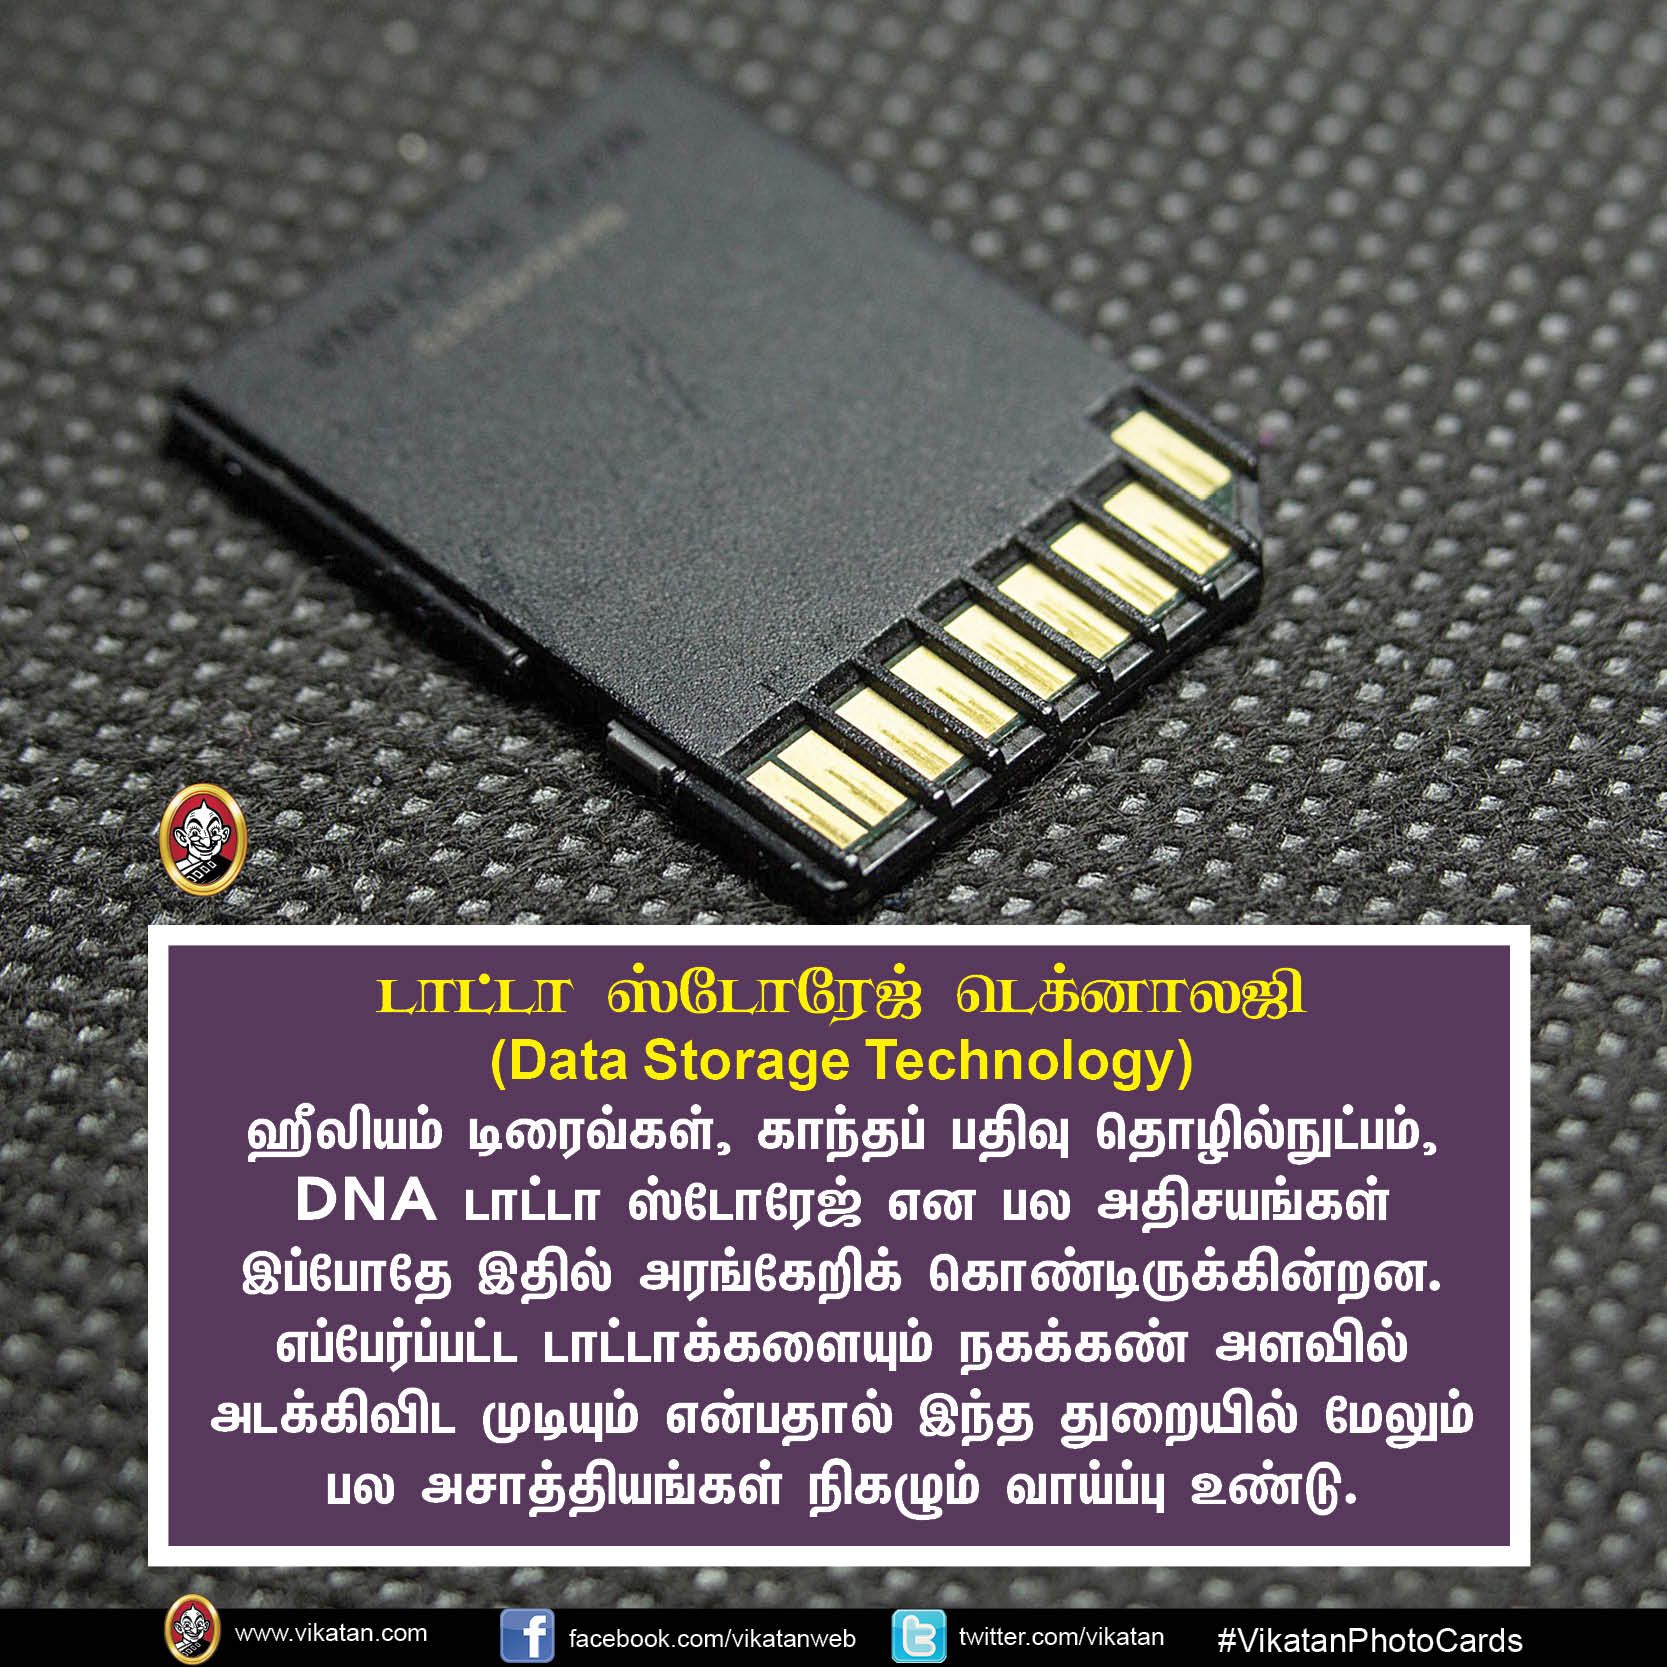 டாட்டா ஸ்டோரேஜ் டெக்னாலஜி
(Data Storage Technology)
ஹீலியம் டிரைவ்கள், காந்தப் பதிவு தொழில்நுட்பம்,
DNA டாட்டா ஸ்டோரேஜ் என பல அதிசயங்கள்
இப்போதே இதில் அரங்கேறிக் கொண்டிருக்கின்றன.
எப்பேர்ப்பட்ட டாட்டாக்களையும் நகக்கண் அளவில்
அடக்கிவிட முடியும் என்பதால் இந்த துறையில் மேலும்
பல அசாத்தியங்கள் நிகழும் வாய்ப்பு உண்டு.
www.vikatan.com facebook.com/vikatanweb twitter.com/vikatan #VikatanPhotoCards